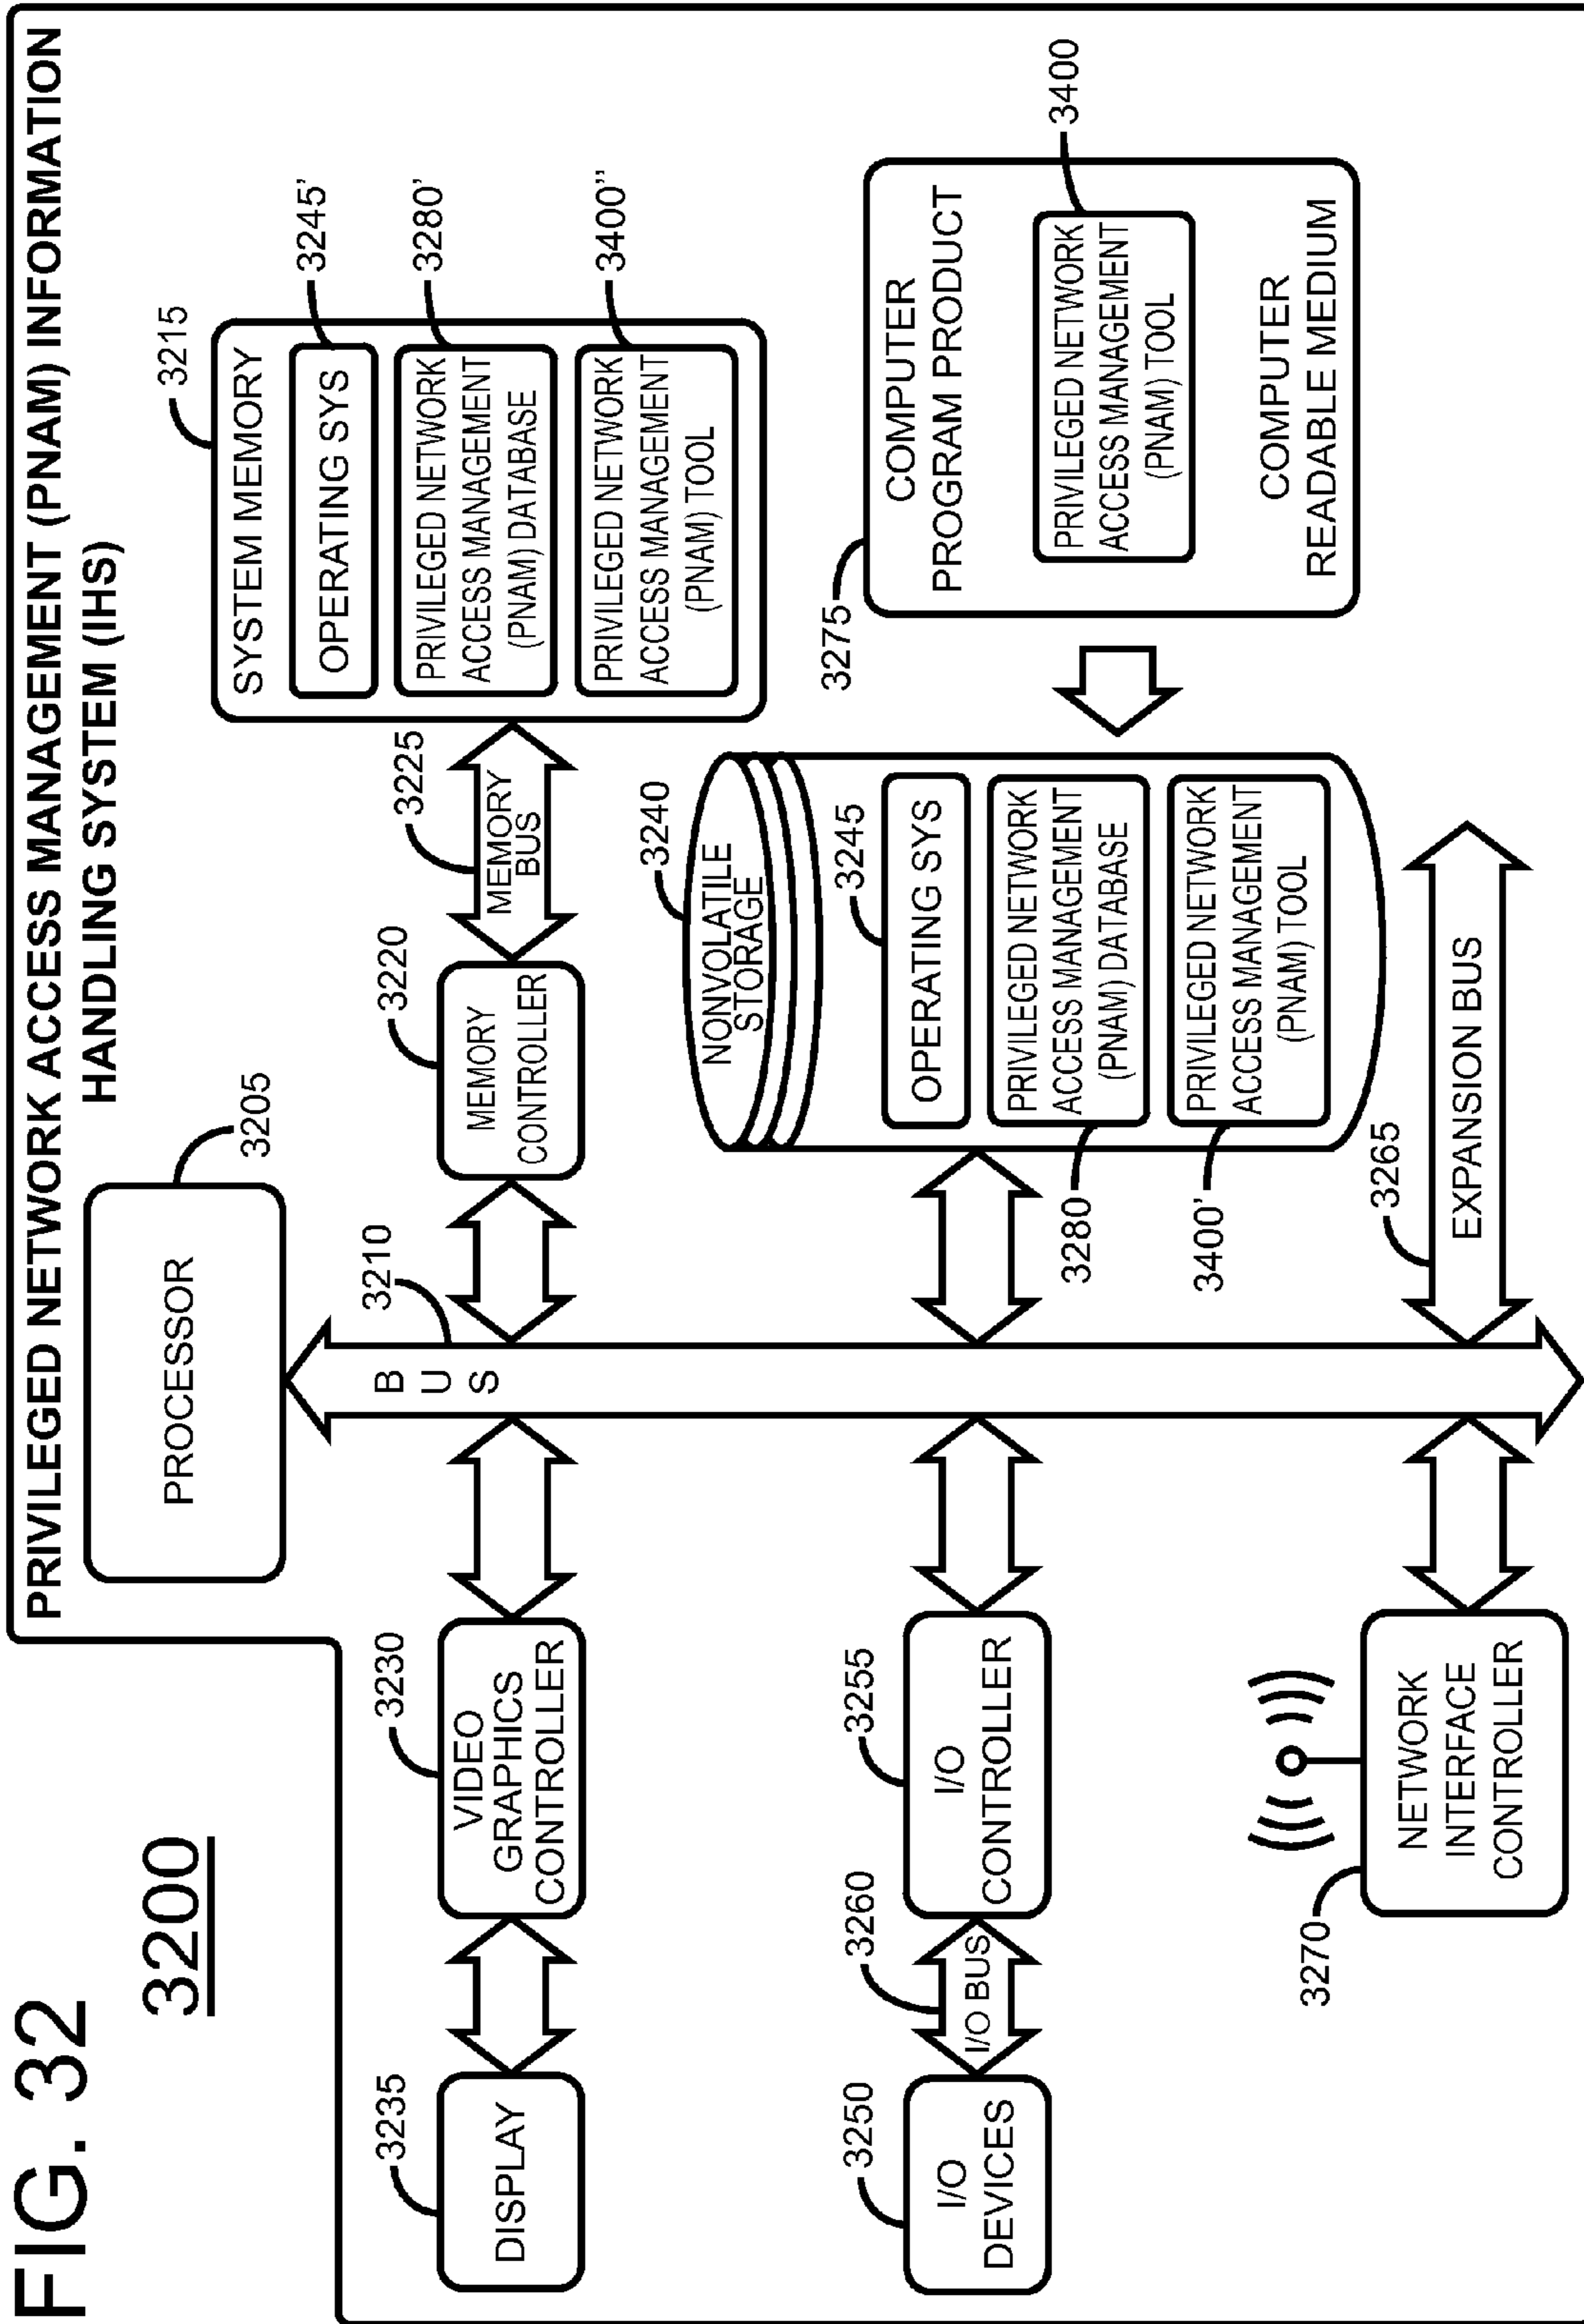 FIG. 32
3200
PRIVILEGED NETWORK ACCESS MANAGEMENT (PNAM) INFORMATION
HANDLING SYSTEM (IHS)
PROCESSOR
3205
3210
B
U
S
3215
SYSTEM MEMORY
OPERATING SYS
3245'
PRIVILEGED NETWORK
ACCESS MANAGEMENT
(PNAM) DATABASE
3280'
PRIVILEGED NETWORK
ACCESS MANAGEMENT
(PNAM) TOOL
3400''
3220
MEMORY
CONTROLLER
3225
MEMORY
BUS
3235
DISPLAY
3230
VIDEO
GRAPHICS
CONTROLLER
3240
NONVOLATILE
STORAGE
3245
OPERATING SYS
PRIVILEGED NETWORK
ACCESS MANAGEMENT
(PNAM) DATABASE
3280
PRIVILEGED NETWORK
ACCESS MANAGEMENT
(PNAM) TOOL
3400'
3275
COMPUTER
PROGRAM PRODUCT
PRIVILEGED NETWORK
ACCESS MANAGEMENT
(PNAM) TOOL
3400
COMPUTER
READABLE MEDIUM
3250
I/O
DEVICES
3260
I/O BUS
3255
I/O
CONTROLLER
3265
EXPANSION BUS
3270
NETWORK
INTERFACE
CONTROLLER